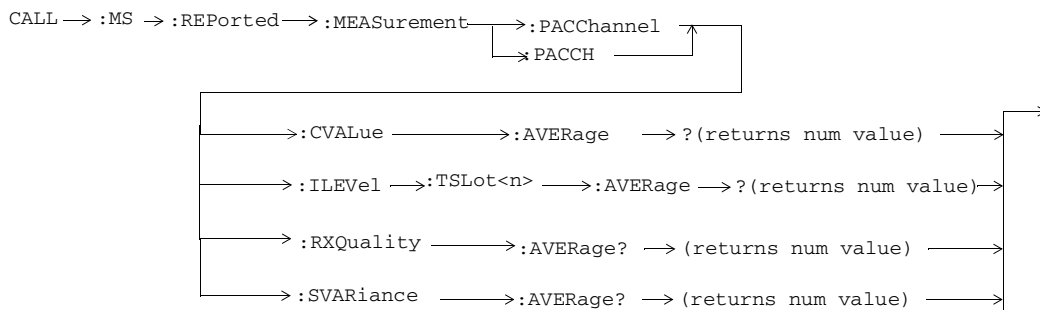 CALL :MS :REPorted :MEASurement :PACChannel
:PACCH
:CVALue :AVERage ?(returns num value)
:ILEVel :TSLot<n> :AVERage ?(returns num value)
:RXQuality :AVERage? (returns num value)
:SVARiance :AVERage? (returns num value)